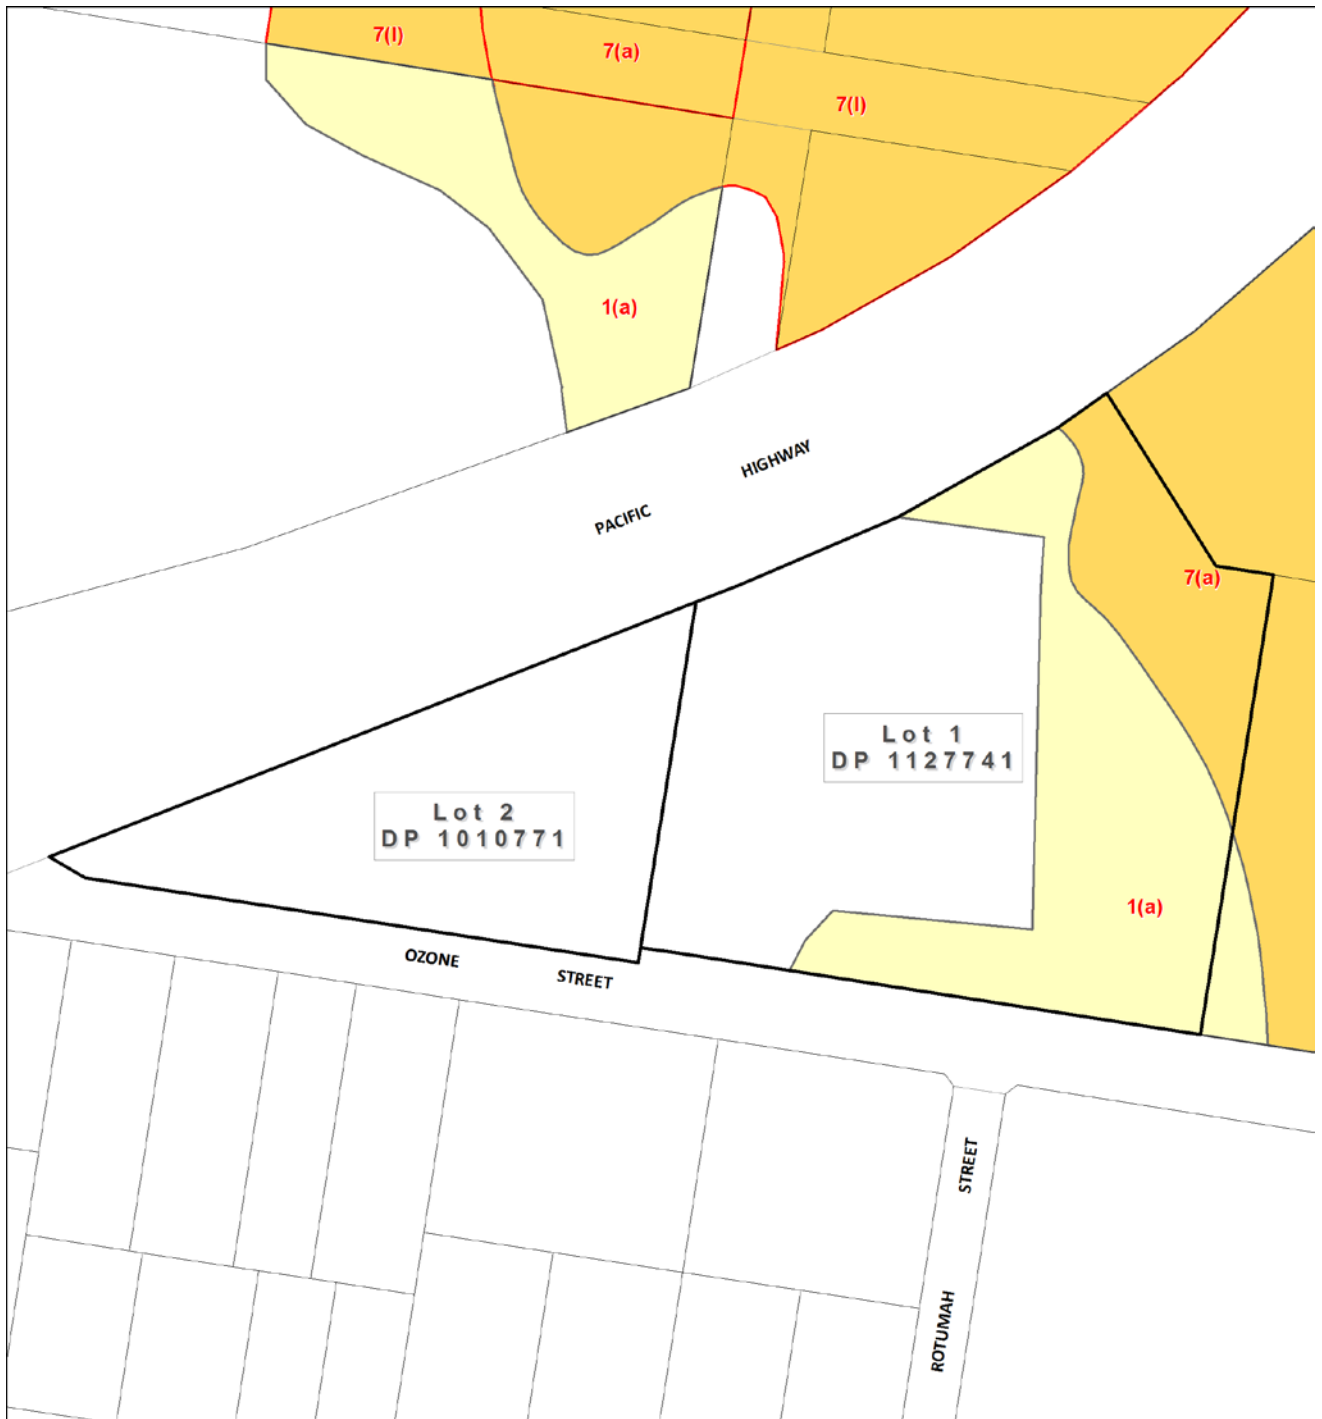 7(l)
7(a)
7(l)
1(a)
HIGHWAY
PACIFIC
7(a)
Lot 1
DP 1127741
Lot 2
DP 1010771
1(a)
OZONE
STREET
STREET
ROTUMAH